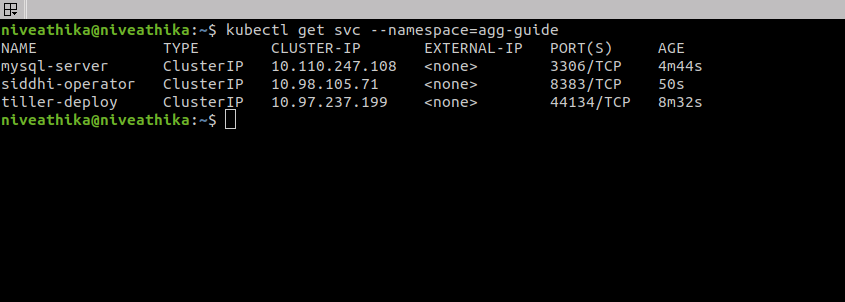 niveathika@niveathika:~$ kubectl get svc --namespace=agg-guide
NAME TYPE CLUSTER-IP EXTERNAL-IP PORT(S) AGE
mysql-server ClusterIP 10.110.247.108 <none> 3306/TCP 4m44s
siddhi-operator ClusterIP 10.98.105.71 <none> 8383/TCP 50s
tiller-deploy ClusterIP 10.97.237.199 <none> 44134/TCP 8m32s
niveathika@niveathika:~$